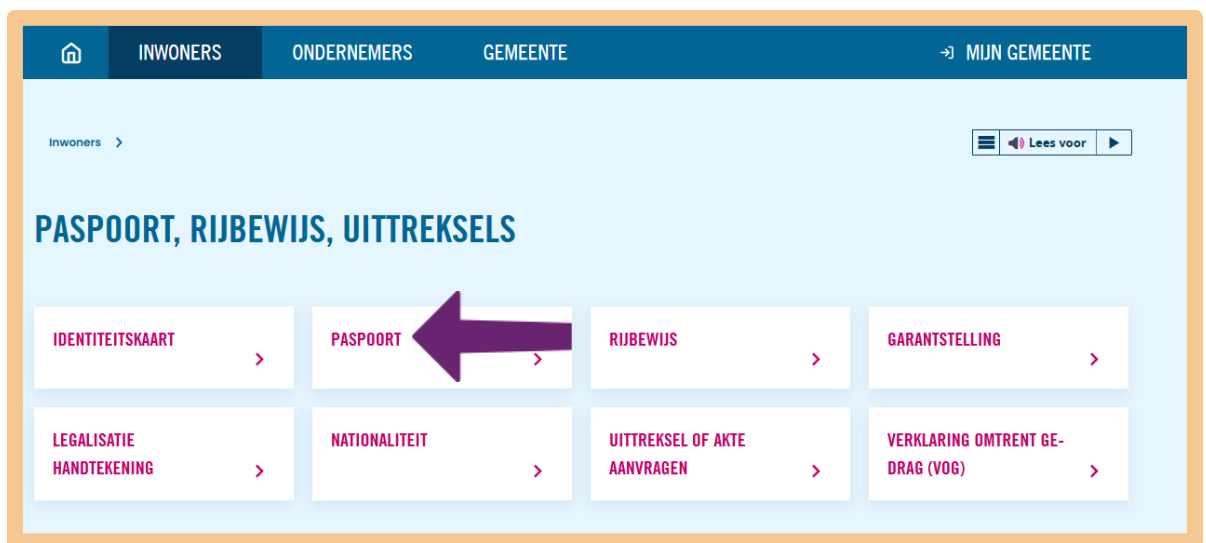 INWONERS ONDERNEMERS GEMEENTE MIJN GEMEENTE
Inwoners
Lees voor
PASPOORT, RIJBEWIJS, UITTREKSELS
IDENTITEITSKAART
PASPOORT
RIJBEWIJS
GARANTSTELLING
LEGALISATIE
HANDTEKENING
NATIONALITEIT
UITTREKSEL OF AKTE
AANVRAGEN
VERKLARING OMTRENT GE-
DRAG (VOG)